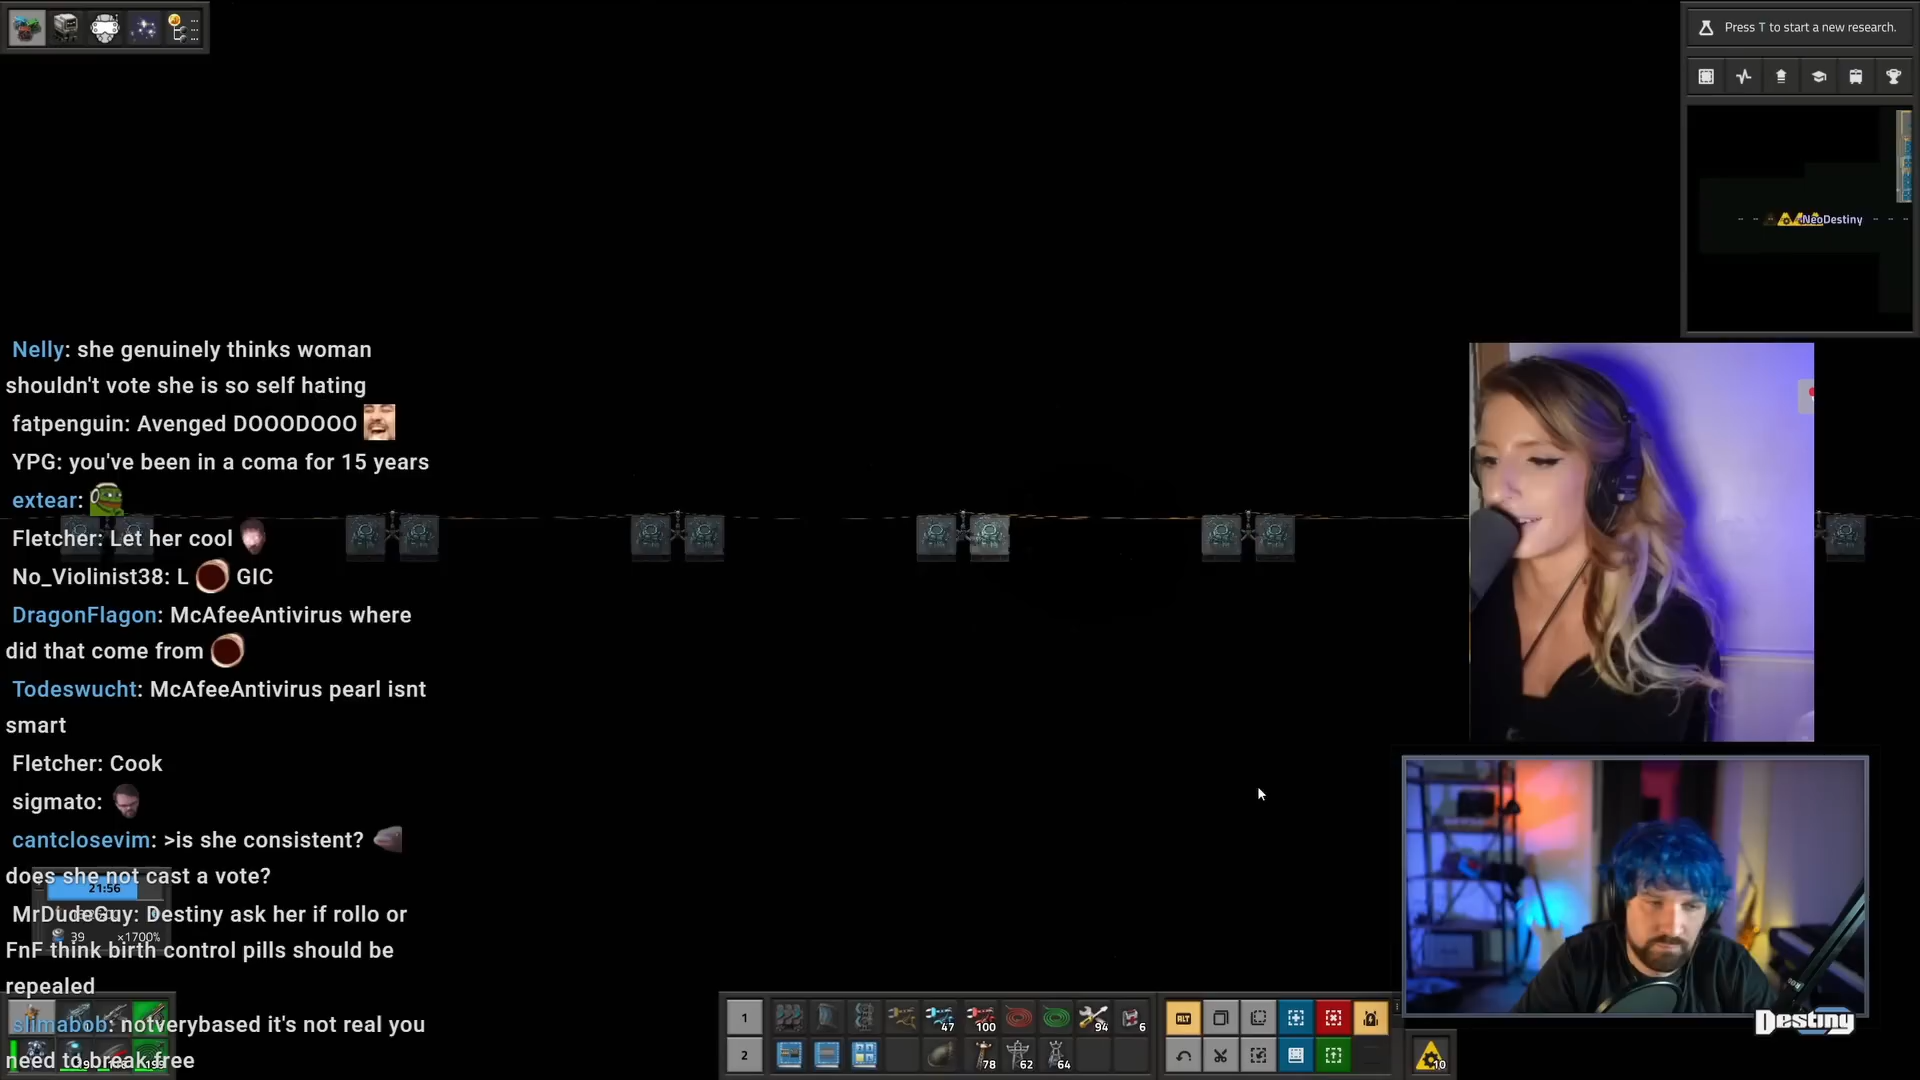 Press T to start a new research.
NeoDestiny
Nelly: she genuinely thinks woman
shouldn't vote she is so self hating
fatpenguin: Avenged DOOODOOO
YPG: you've been in a coma for 15 years
extear:
Fletcher: Let her cool
No_Violinist38: L GIC
DragonFlagon: McAfeeAntivirus where
did that come from
Todeswucht: McAfeeAntivirus pearl isnt
smart
Fletcher: Cook
sigmato:
cantclosevim: >is she consistent?
does she not cast a vote?
21:56
MrDudeGuy: Destiny ask her if rollo or
39 ×1700%
FnF think birth control pills should be
repealed
slimabob: notverybased it's not real you
need to break free
1 47 100 94 6 ALT
2 78 62 64 10
Destiny